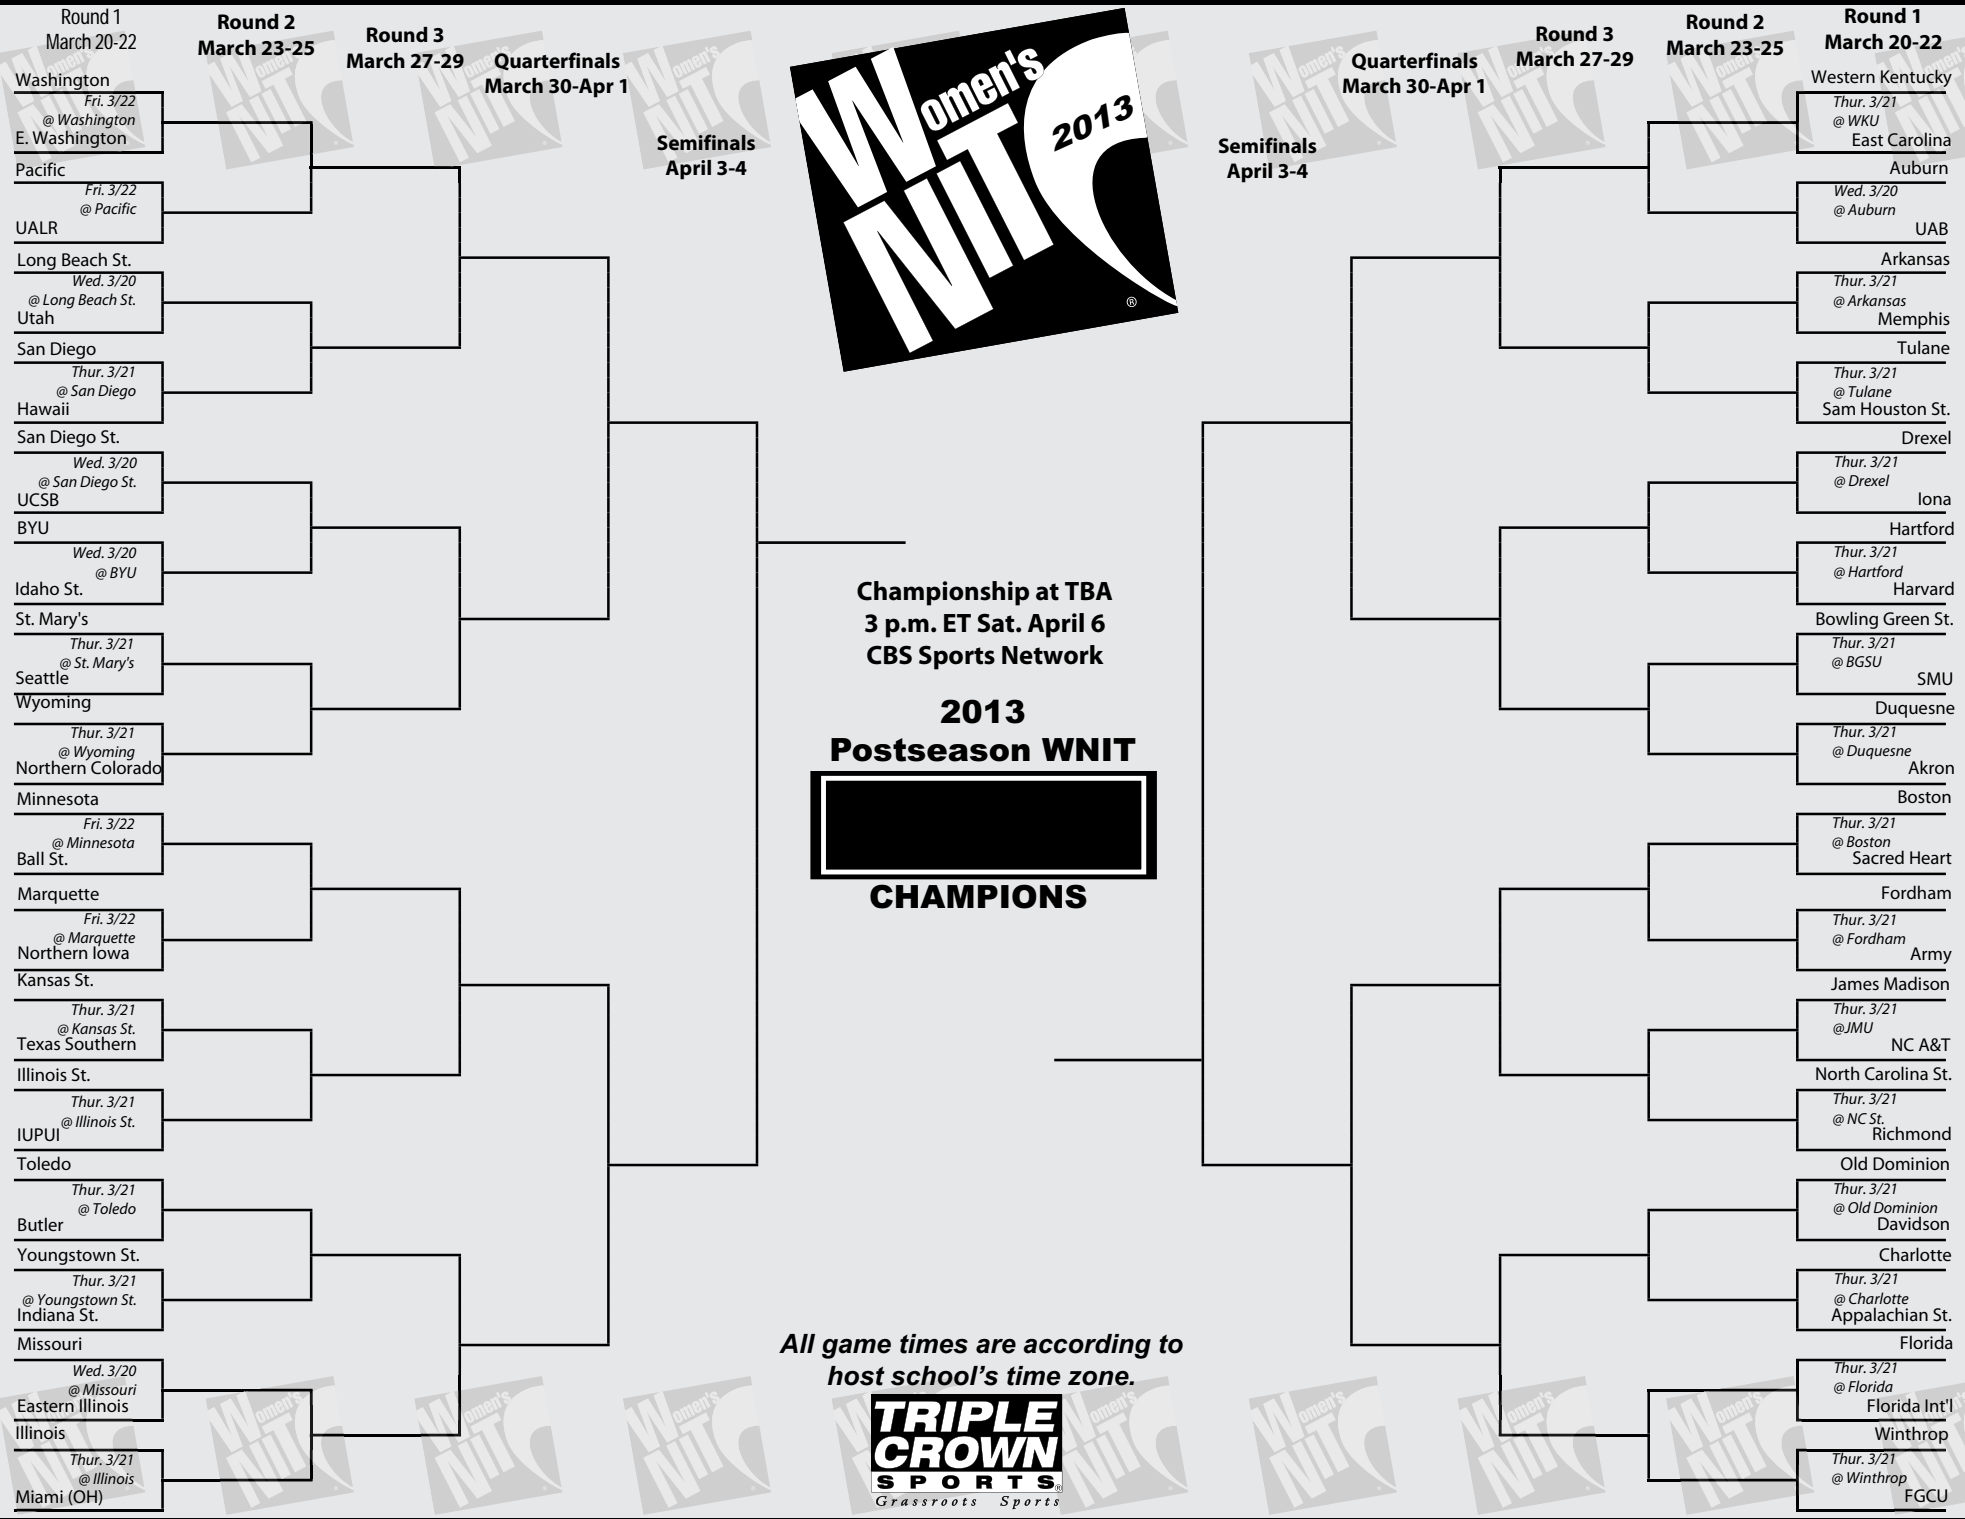 Round 1
March 20-22
Round 2
March 23-25
Round 3
March 27-29
Quarterfinals
March 30-Apr 1
Semifinals
April 3-4
Washington
Fri. 3/22
@ Washington
E. Washington
Pacific
Fri. 3/22
@ Pacific
UALR
Long Beach St.
Wed. 3/20
@ Long Beach St.
Utah
San Diego
Thur. 3/21
@ San Diego
Hawaii
San Diego St.
Wed. 3/20
@ San Diego St.
UCSB
BYU
Wed. 3/20
@ BYU
Idaho St.
St. Mary's
Thur. 3/21
@ St. Mary's
Seattle
Wyoming
Thur. 3/21
@ Wyoming
Northern Colorado
Minnesota
Fri. 3/22
@ Minnesota
Ball St.
Marquette
Fri. 3/22
@ Marquette
Northern Iowa
Kansas St.
Thur. 3/21
@ Kansas St.
Texas Southern
Illinois St.
Thur. 3/21
@ Illinois St.
IUPUI
Toledo
Thur. 3/21
@ Toledo
Butler
Youngstown St.
Thur. 3/21
@ Youngstown St.
Indiana St.
Missouri
Wed. 3/20
@ Missouri
Eastern Illinois
Illinois
Thur. 3/21
@ Illinois
Miami (OH)
Women's
NIT
2013
®
Championship at TBA
3 p.m. ET Sat. April 6
CBS Sports Network
2013
Postseason WNIT
CHAMPIONS
All game times are according to
host school’s time zone.
TRIPLE
CROWN
SPORTS®
Grassroots Sports
Semifinals
April 3-4
Quarterfinals
March 30-Apr 1
Round 3
March 27-29
Round 2
March 23-25
Round 1
March 20-22
Western Kentucky
Thur. 3/21
@ WKU
East Carolina
Auburn
Wed. 3/20
@ Auburn
UAB
Arkansas
Thur. 3/21
@ Arkansas
Memphis
Tulane
Thur. 3/21
@ Tulane
Sam Houston St.
Drexel
Thur. 3/21
@ Drexel
Iona
Hartford
Thur. 3/21
@ Hartford
Harvard
Bowling Green St.
Thur. 3/21
@ BGSU
SMU
Duquesne
Thur. 3/21
@ Duquesne
Akron
Boston
Thur. 3/21
@ Boston
Sacred Heart
Fordham
Thur. 3/21
@ Fordham
Army
James Madison
Thur. 3/21
@JMU
NC A&T
North Carolina St.
Thur. 3/21
@ NC St.
Richmond
Old Dominion
Thur. 3/21
@ Old Dominion
Davidson
Charlotte
Thur. 3/21
@ Charlotte
Appalachian St.
Florida
Thur. 3/21
@ Florida
Florida Int'l
Winthrop
Thur. 3/21
@ Winthrop
FGCU